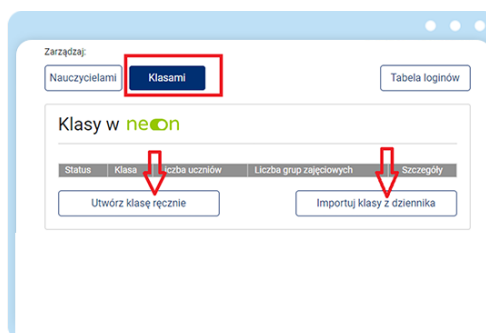 Zarządzaj:
Nauczycielami Klasami Tabela loginów
Klasy w neon
Status Klasa Liczba uczniów Liczba grup zajęciowych Szczegóły
Utwórz klasę ręcznie Importuj klasy z dziennika